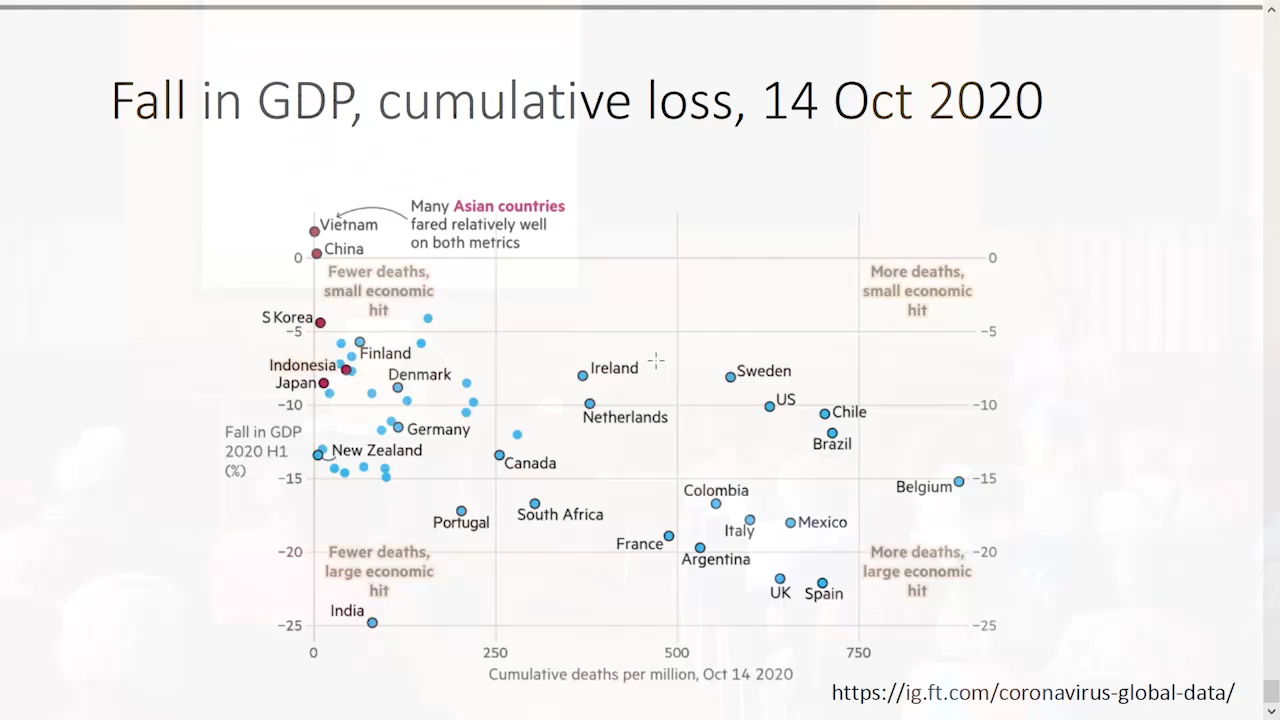 Fall in GDP, cumulative loss, 14 Oct 2020
Many Asian countries
fared relatively well
on both metrics
Vietnam
China
0
0
Fewer deaths,
small economic
hit
More deaths,
small economic
hit
S Korea
−5
−5
Finland
Indonesia
Japan
Denmark
Ireland
Sweden
Netherlands
US
Chile
Brazil
−10
−10
Germany
Fall in GDP
2020 H1
(%)
New Zealand
Canada
−15
−15
Belgium
Colombia
Portugal
South Africa
Italy
Mexico
France
Argentina
−20
−20
Fewer deaths,
large economic
hit
More deaths,
large economic
hit
UK
Spain
India
−25
−25
0
250
500
750
Cumulative deaths per million, Oct 14 2020
https://ig.ft.com/coronavirus-global-data/